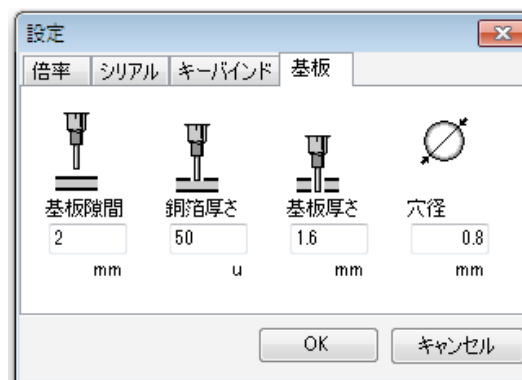 設定
倍率 シリアル キーバインド 基板
基板隙間 銅箔厚さ 基板厚さ 穴径
2 50 1.6 0.8
mm u mm mm
OK キャンセル